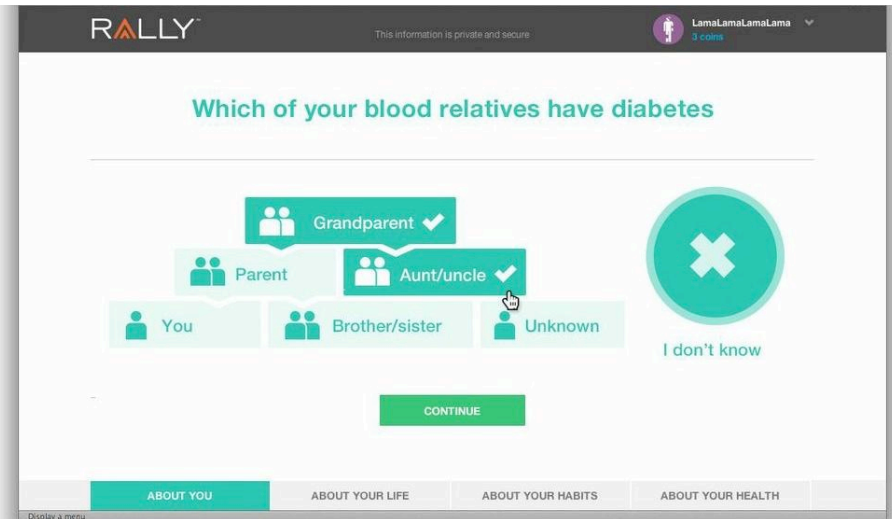 RALLY™
This information is private and secure
LamaLamaLamaLama
3 coins
Which of your blood relatives have diabetes
Grandparent
Parent
Aunt/uncle
You
Brother/sister
Unknown
I don't know
CONTINUE
ABOUT YOU
ABOUT YOUR LIFE
ABOUT YOUR HABITS
ABOUT YOUR HEALTH
Display a menu